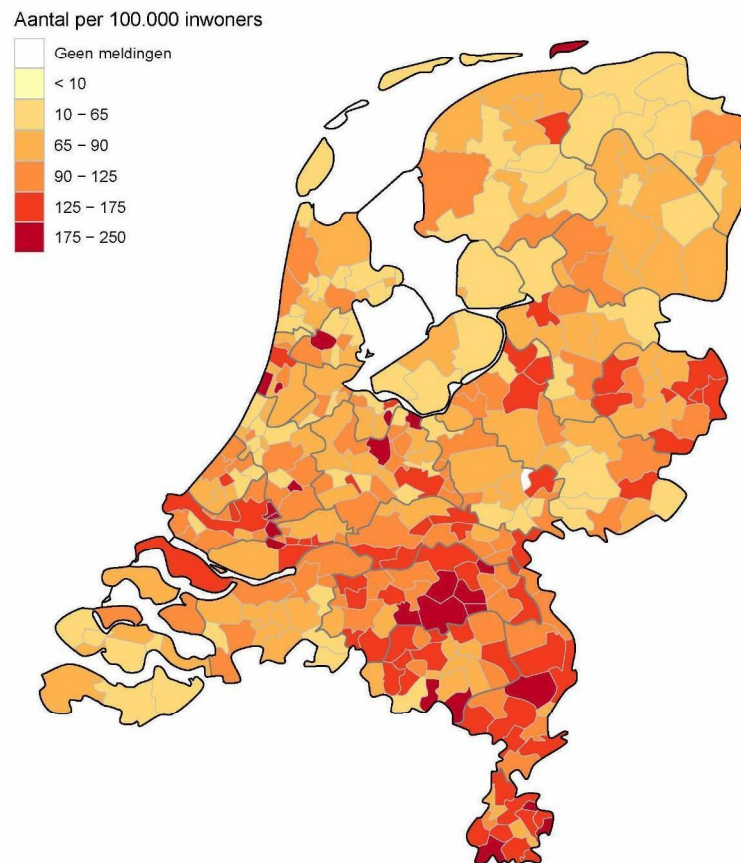 Aantal per 100.000 inwoners
Geen meldingen
< 10
10 – 65
65 – 90
90 – 125
125 – 175
175 – 250